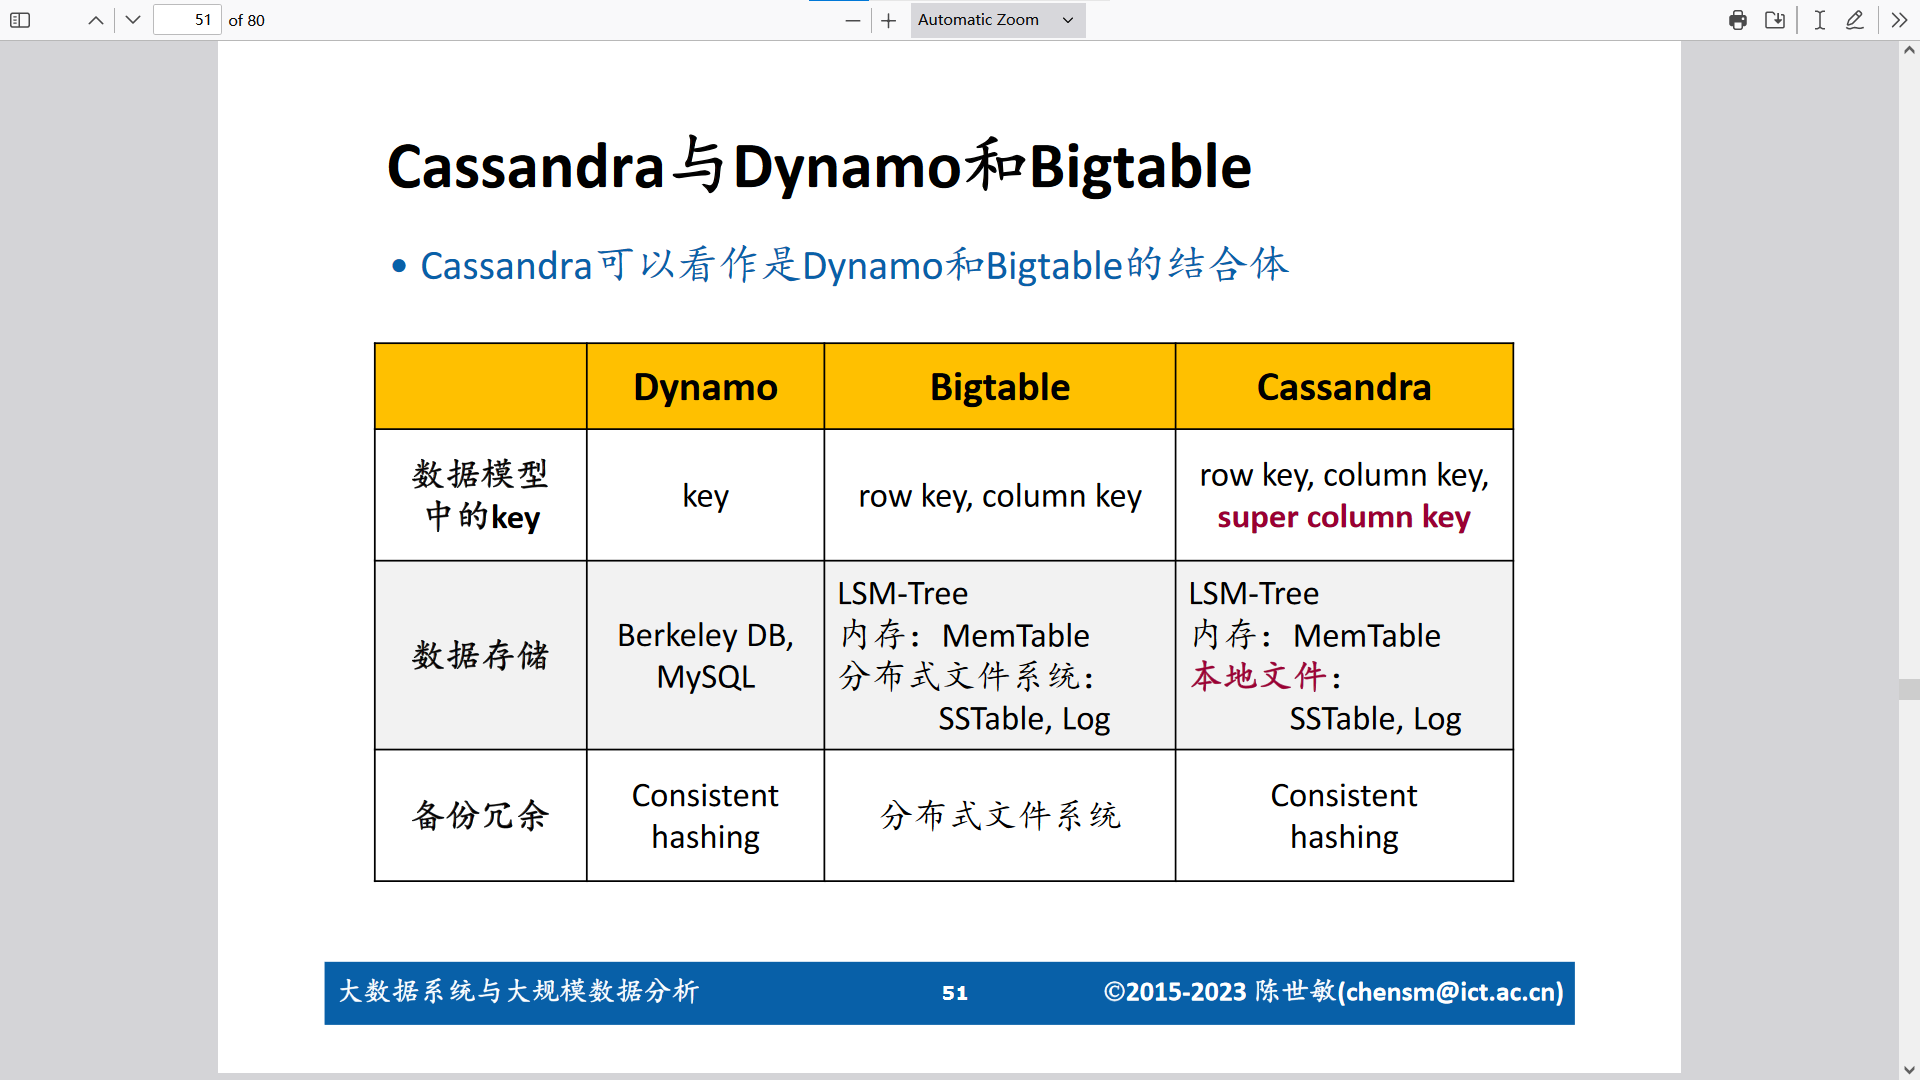 51 of 80
Automatic Zoom
Cassandra与Dynamo和Bigtable
• Cassandra可以看作是Dynamo和Bigtable的结合体
Dynamo Bigtable Cassandra
数据模型
中的key
key
row key, column key
row key, column key,
super column key
数据存储
Berkeley DB,
MySQL
LSM-Tree
内存：MemTable
分布式文件系统：
SSTable, Log
LSM-Tree
内存：MemTable
本地文件：
SSTable, Log
备份冗余
Consistent
hashing
分布式文件系统
Consistent
hashing
大数据系统与大规模数据分析 51 ©2015-2023 陈世敏(chensm@ict.ac.cn)